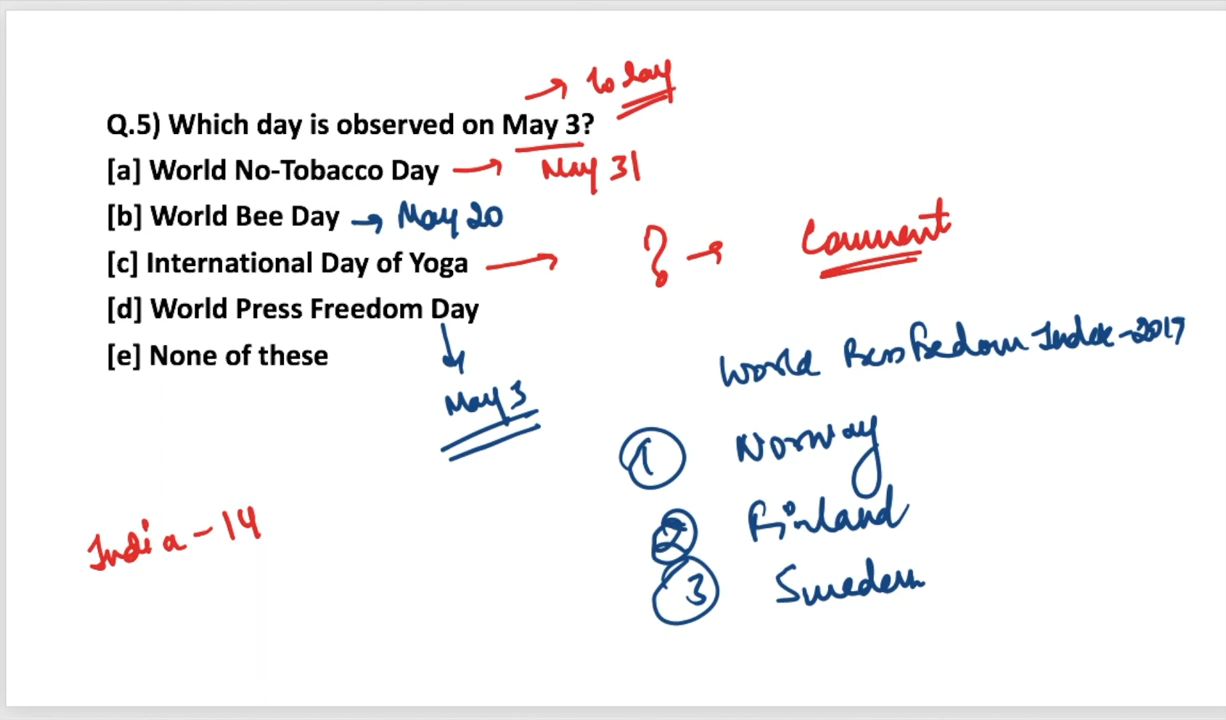 → today
Q.5) Which day is observed on May 3?
[a] World No-Tobacco Day → May 31
[b] World Bee Day → May 20
[c] International Day of Yoga → ? → Comment
[d] World Press Freedom Day
[e] None of these
May 3
World Press Freedom Index-2019
1 Norway
2 Finland
3 Sweden
India-14